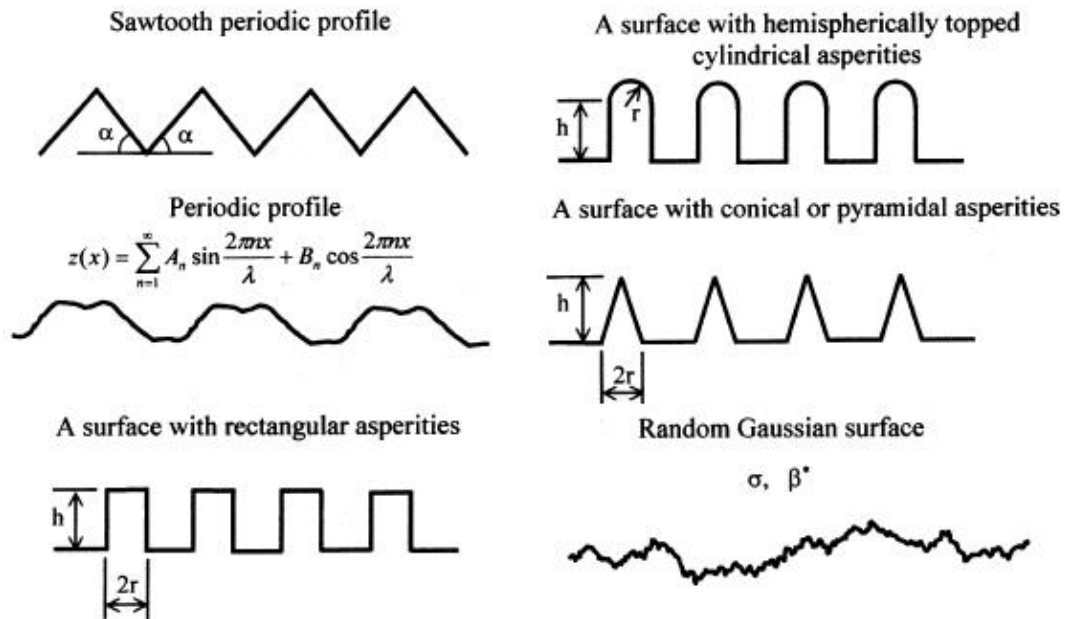 Sawtooth periodic profile
α
α
Periodic profile
z(x) = ∑_{n=1}^{∞} A_n sin 2πnx/λ + B_n cos 2πnx/λ
A surface with rectangular asperities
h
2r
A surface with hemispherically topped
cylindrical asperities
h
r
A surface with conical or pyramidal asperities
h
2r
Random Gaussian surface
σ, β*